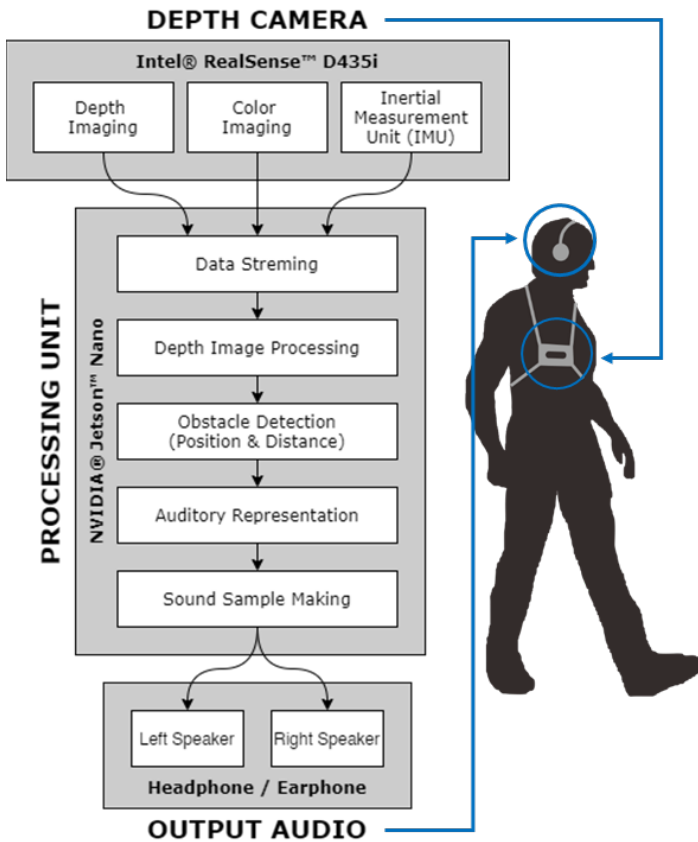 DEPTH CAMERA
Intel® RealSense™ D435i
Depth
Imaging
Color
Imaging
Inertial
Measurement
Unit (IMU)
PROCESSING UNIT
NVIDIA® Jetson™ Nano
Data Streming
Depth Image Processing
Obstacle Detection
(Position & Distance)
Auditory Representation
Sound Sample Making
Left Speaker
Right Speaker
Headphone / Earphone
OUTPUT AUDIO